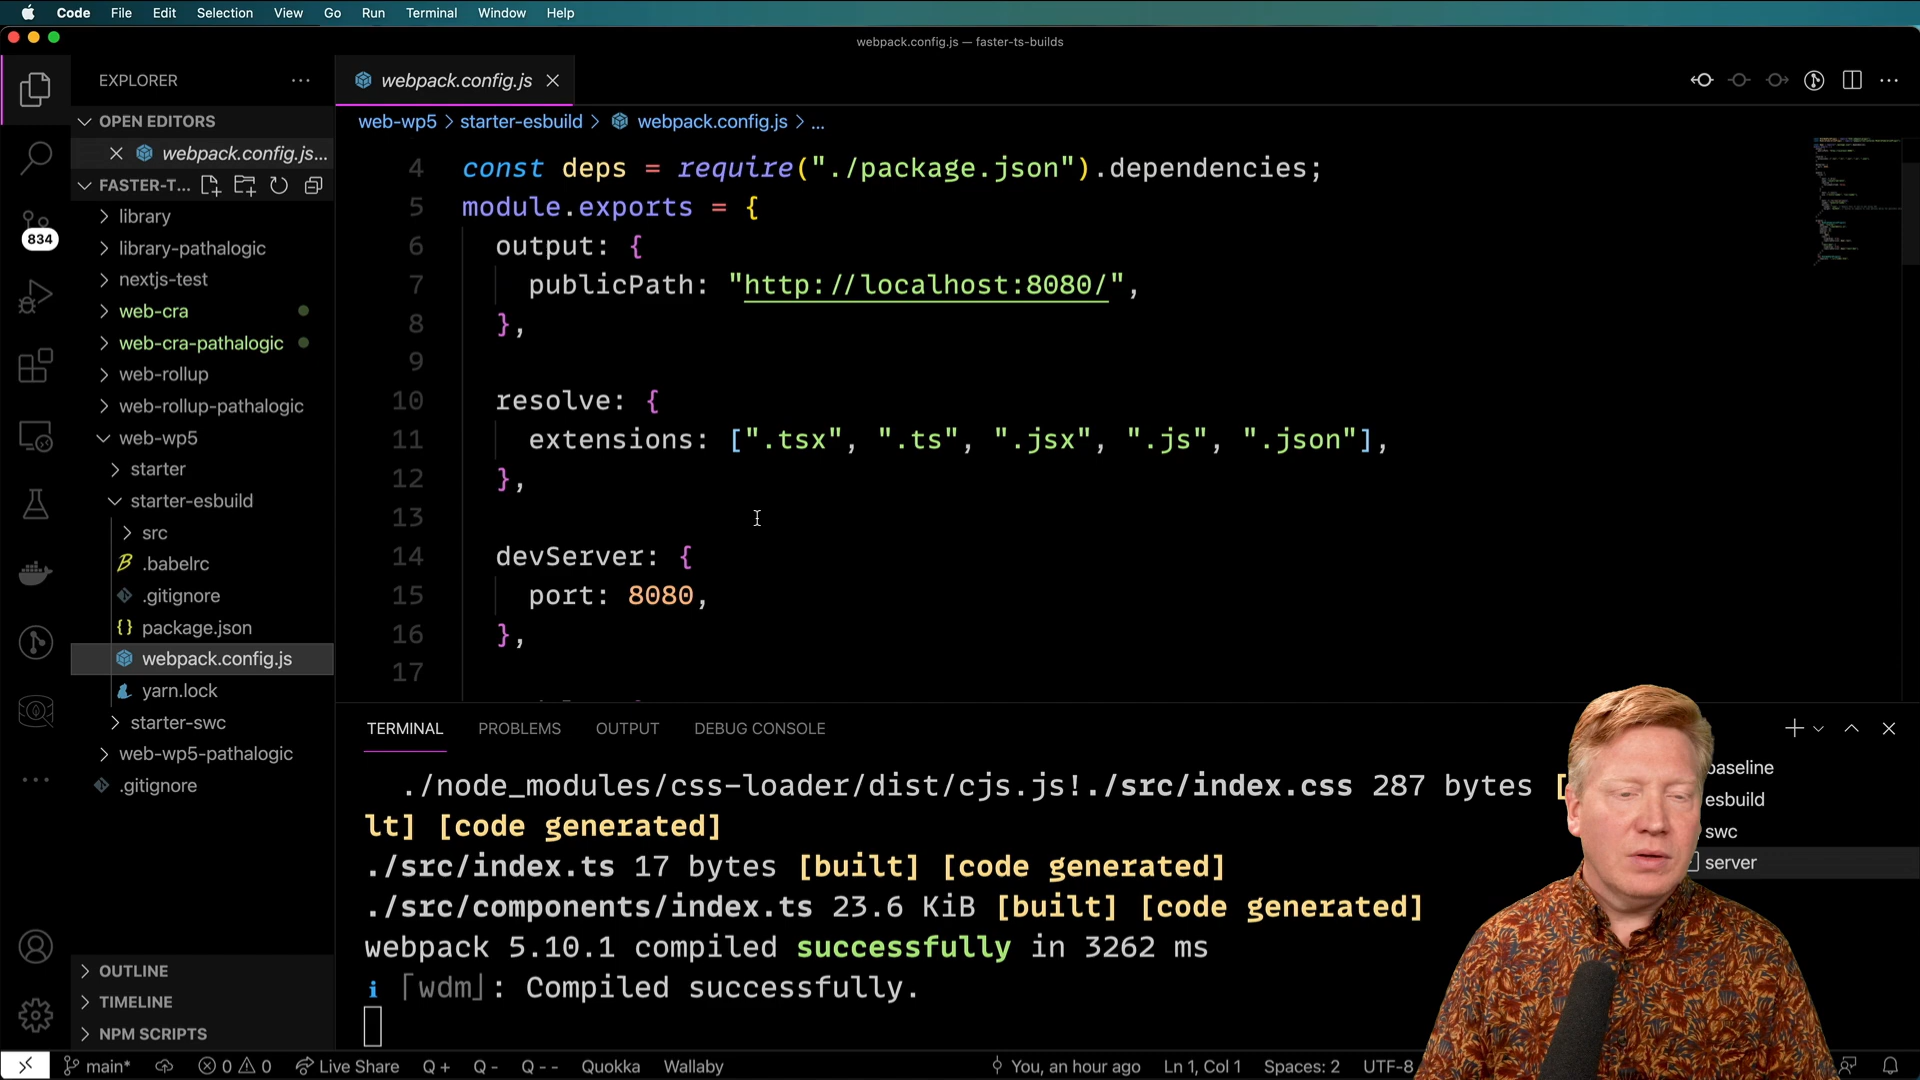 Code File Edit Selection View Go Run Terminal Window Help
webpack.config.js — faster-ts-builds
EXPLORER
webpack.config.js
OPEN EDITORS
web-wp5 > starter-esbuild > webpack.config.js > ...
webpack.config.js...
FASTER-T...
library
library-pathalogic
nextjs-test
web-cra
web-cra-pathalogic
web-rollup
web-rollup-pathalogic
web-wp5
starter
starter-esbuild
src
.babelrc
.gitignore
package.json
webpack.config.js
yarn.lock
starter-swc
web-wp5-pathalogic
.gitignore
834
OUTLINE
TIMELINE
NPM SCRIPTS
4 const deps = require("./package.json").dependencies;
5 module.exports = {
6 output: {
7 publicPath: "http://localhost:8080/",
8 },
9
10 resolve: {
11 extensions: [".tsx", ".ts", ".jsx", ".js", ".json"],
12 },
13
14 devServer: {
15 port: 8080,
16 },
17
TERMINAL PROBLEMS OUTPUT DEBUG CONSOLE
./node_modules/css-loader/dist/cjs.js!./src/index.css 287 bytes [
lt] [code generated]
./src/index.ts 17 bytes [built] [code generated]
./src/components/index.ts 23.6 KiB [built] [code generated]
webpack 5.10.1 compiled successfully in 3262 ms
i ｢wdm｣: Compiled successfully.
baseline
esbuild
swc
server
main* 0 0 Live Share Q + Q - Q - - Quokka Wallaby You, an hour ago Ln 1, Col 1 Spaces: 2 UTF-8